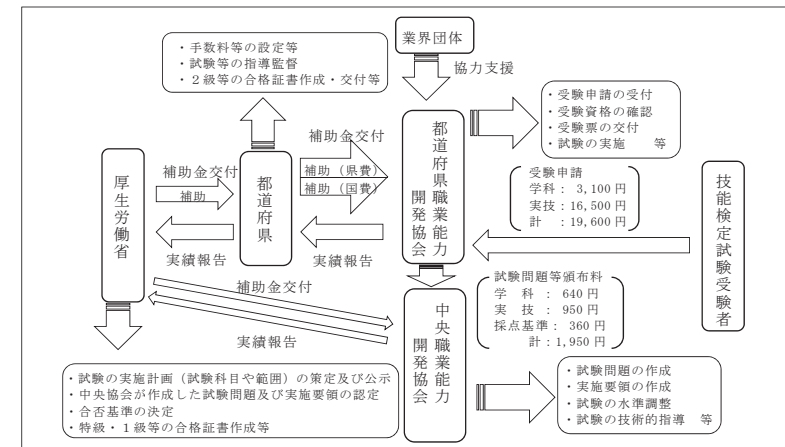 業界団体
・手数料等の設定等
・試験等の指導監督
・２級等の合格証書作成・交付等
協力支援
・受験申請の受付
・受験資格の確認
・受験票の交付
・試験の実施　等
厚生労働省
補助金交付
補助
実績報告
都道府県
補助金交付
補助（県費）
補助（国費）
実績報告
都道府県職業能力
開発協会
受験申請
学科： 3,100円
実技：16,500円
計　：19,600円
技能検定試験受験者
補助金交付
実績報告
中央職業能力
開発協会
試験問題等頒布料
学　科 ： 640円
実　技 ： 950円
採点基準： 360円
計：1,950円
・試験の実施計画（試験科目や範囲）の策定及び公示
・中央協会が作成した試験問題及び実施要領の認定
・合否基準の決定
・特級・１級等の合格証書作成等
・試験問題の作成
・実施要領の作成
・試験の水準調整
・試験の技術的指導　等